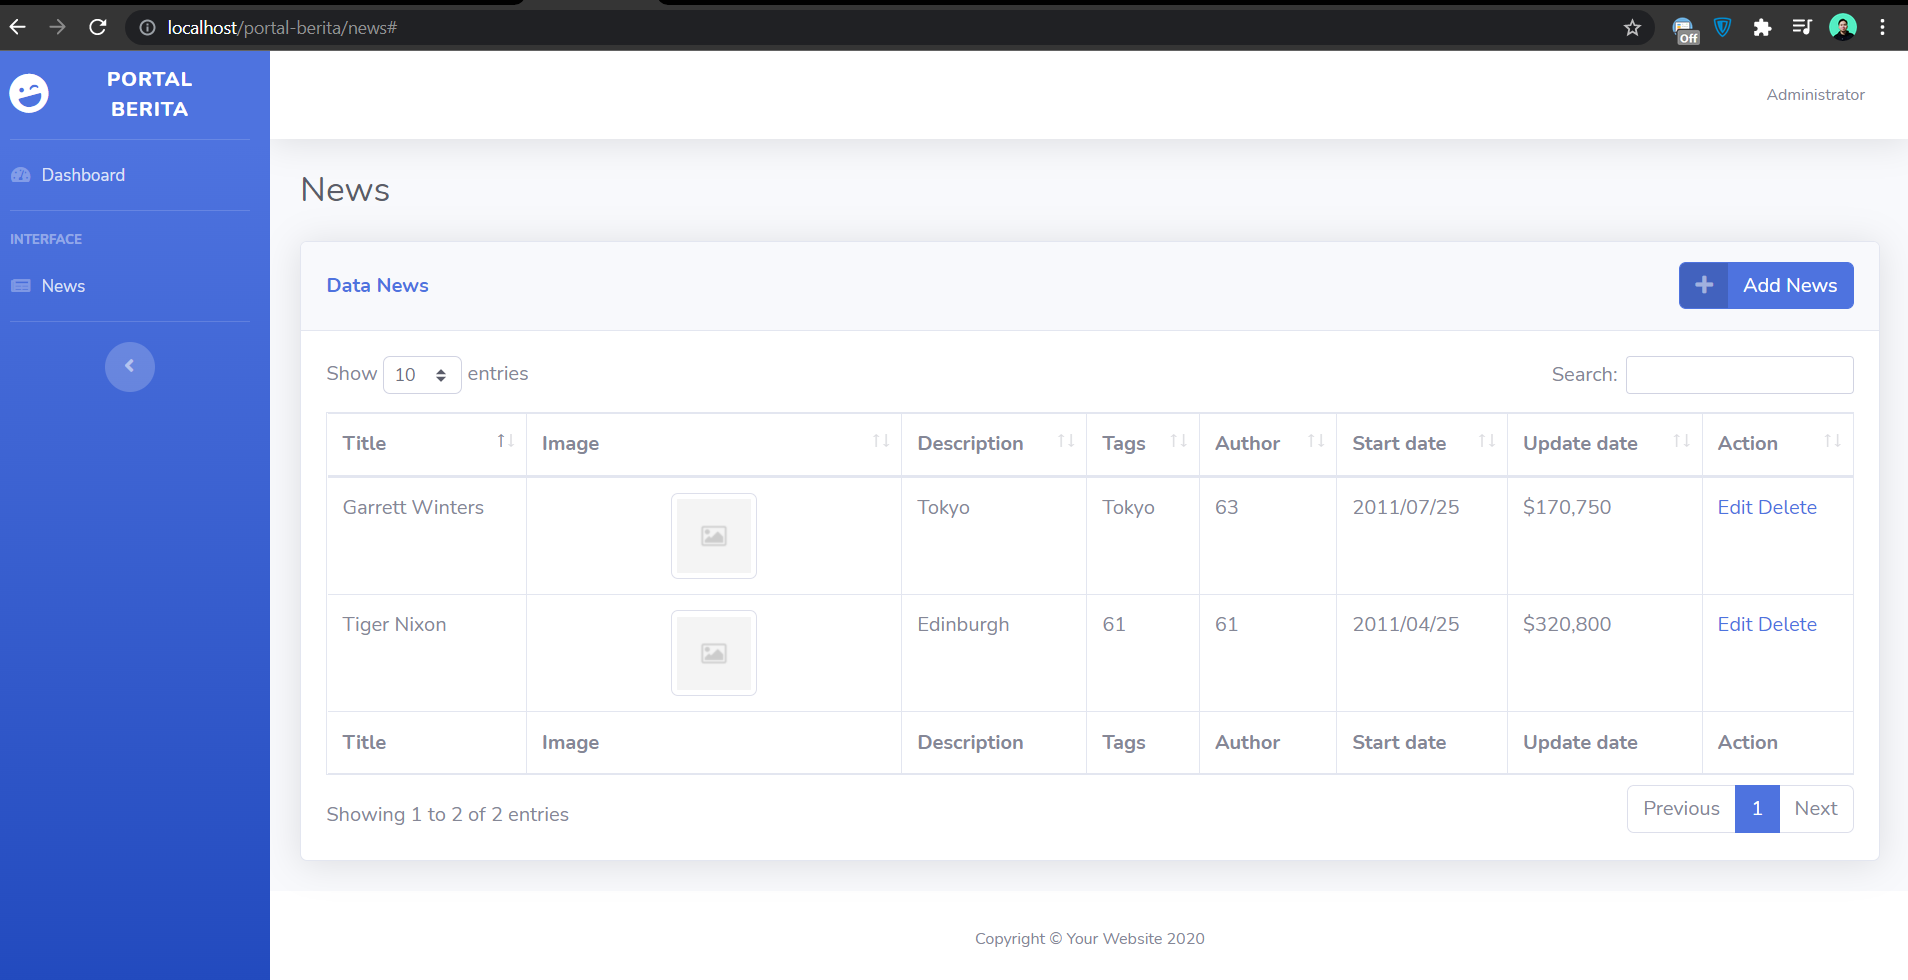 localhost/portal-berita/news#
Off
PORTAL
BERITA
Administrator
Dashboard
INTERFACE
News
News
Data News
Add News
Show 10 entries
Search:
Title Image Description Tags Author Start date Update date Action
Garrett Winters Tokyo Tokyo 63 2011/07/25 $170,750 Edit Delete
Tiger Nixon Edinburgh 61 61 2011/04/25 $320,800 Edit Delete
Title Image Description Tags Author Start date Update date Action
Showing 1 to 2 of 2 entries
Previous 1 Next
Copyright © Your Website 2020